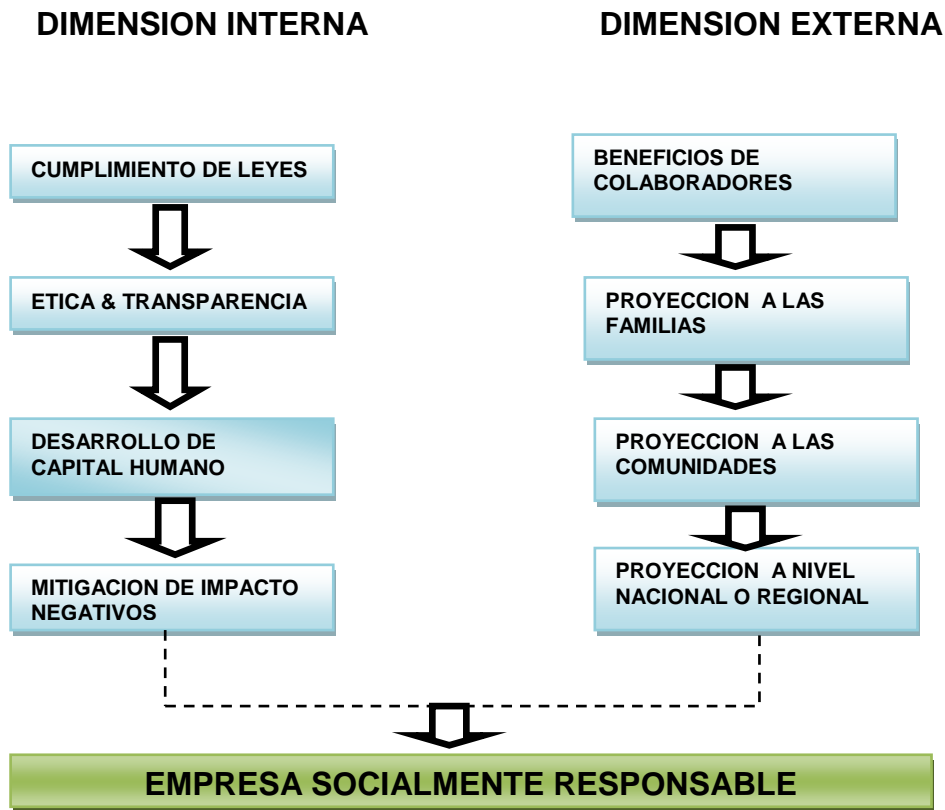 DIMENSION INTERNA
DIMENSION EXTERNA
CUMPLIMIENTO DE LEYES
ETICA & TRANSPARENCIA
DESARROLLO DE
CAPITAL HUMANO
MITIGACION DE IMPACTO
NEGATIVOS
BENEFICIOS DE
COLABORADORES
PROYECCION A LAS
FAMILIAS
PROYECCION A LAS
COMUNIDADES
PROYECCION A NIVEL
NACIONAL O REGIONAL
EMPRESA SOCIALMENTE RESPONSABLE